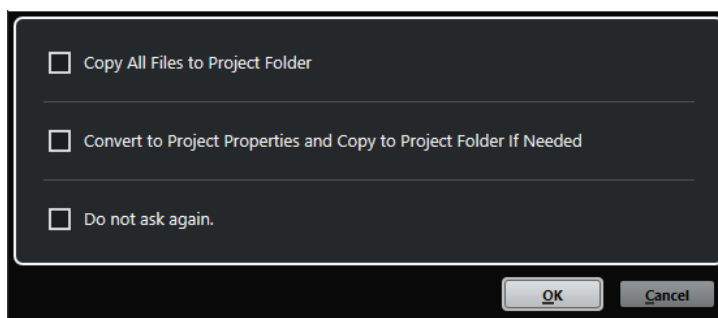 Copy All Files to Project Folder
Convert to Project Properties and Copy to Project Folder If Needed
Do not ask again.
OK
Cancel